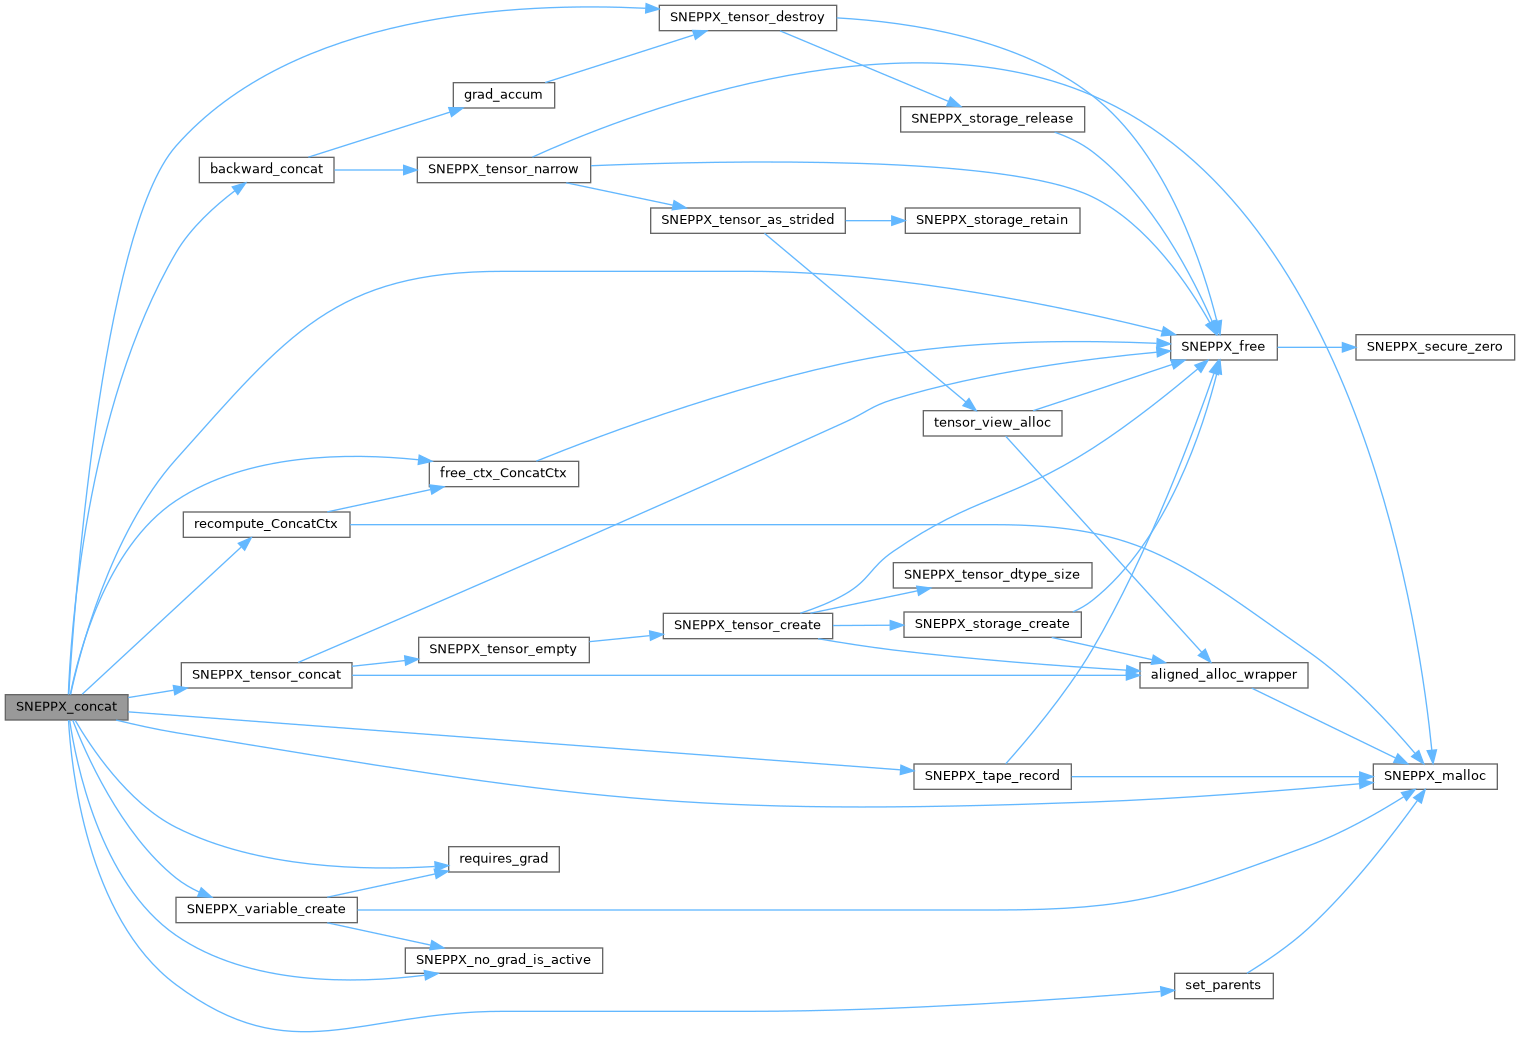 SNEPPX_tensor_destroy
grad_accum
SNEPPX_storage_release
backward_concat
SNEPPX_tensor_narrow
SNEPPX_tensor_as_strided
SNEPPX_storage_retain
SNEPPX_free
SNEPPX_secure_zero
tensor_view_alloc
free_ctx_ConcatCtx
recompute_ConcatCtx
SNEPPX_tensor_dtype_size
SNEPPX_tensor_create
SNEPPX_storage_create
SNEPPX_tensor_empty
SNEPPX_tensor_concat
aligned_alloc_wrapper
SNEPPX_concat
SNEPPX_tape_record
SNEPPX_malloc
requires_grad
SNEPPX_variable_create
SNEPPX_no_grad_is_active
set_parents